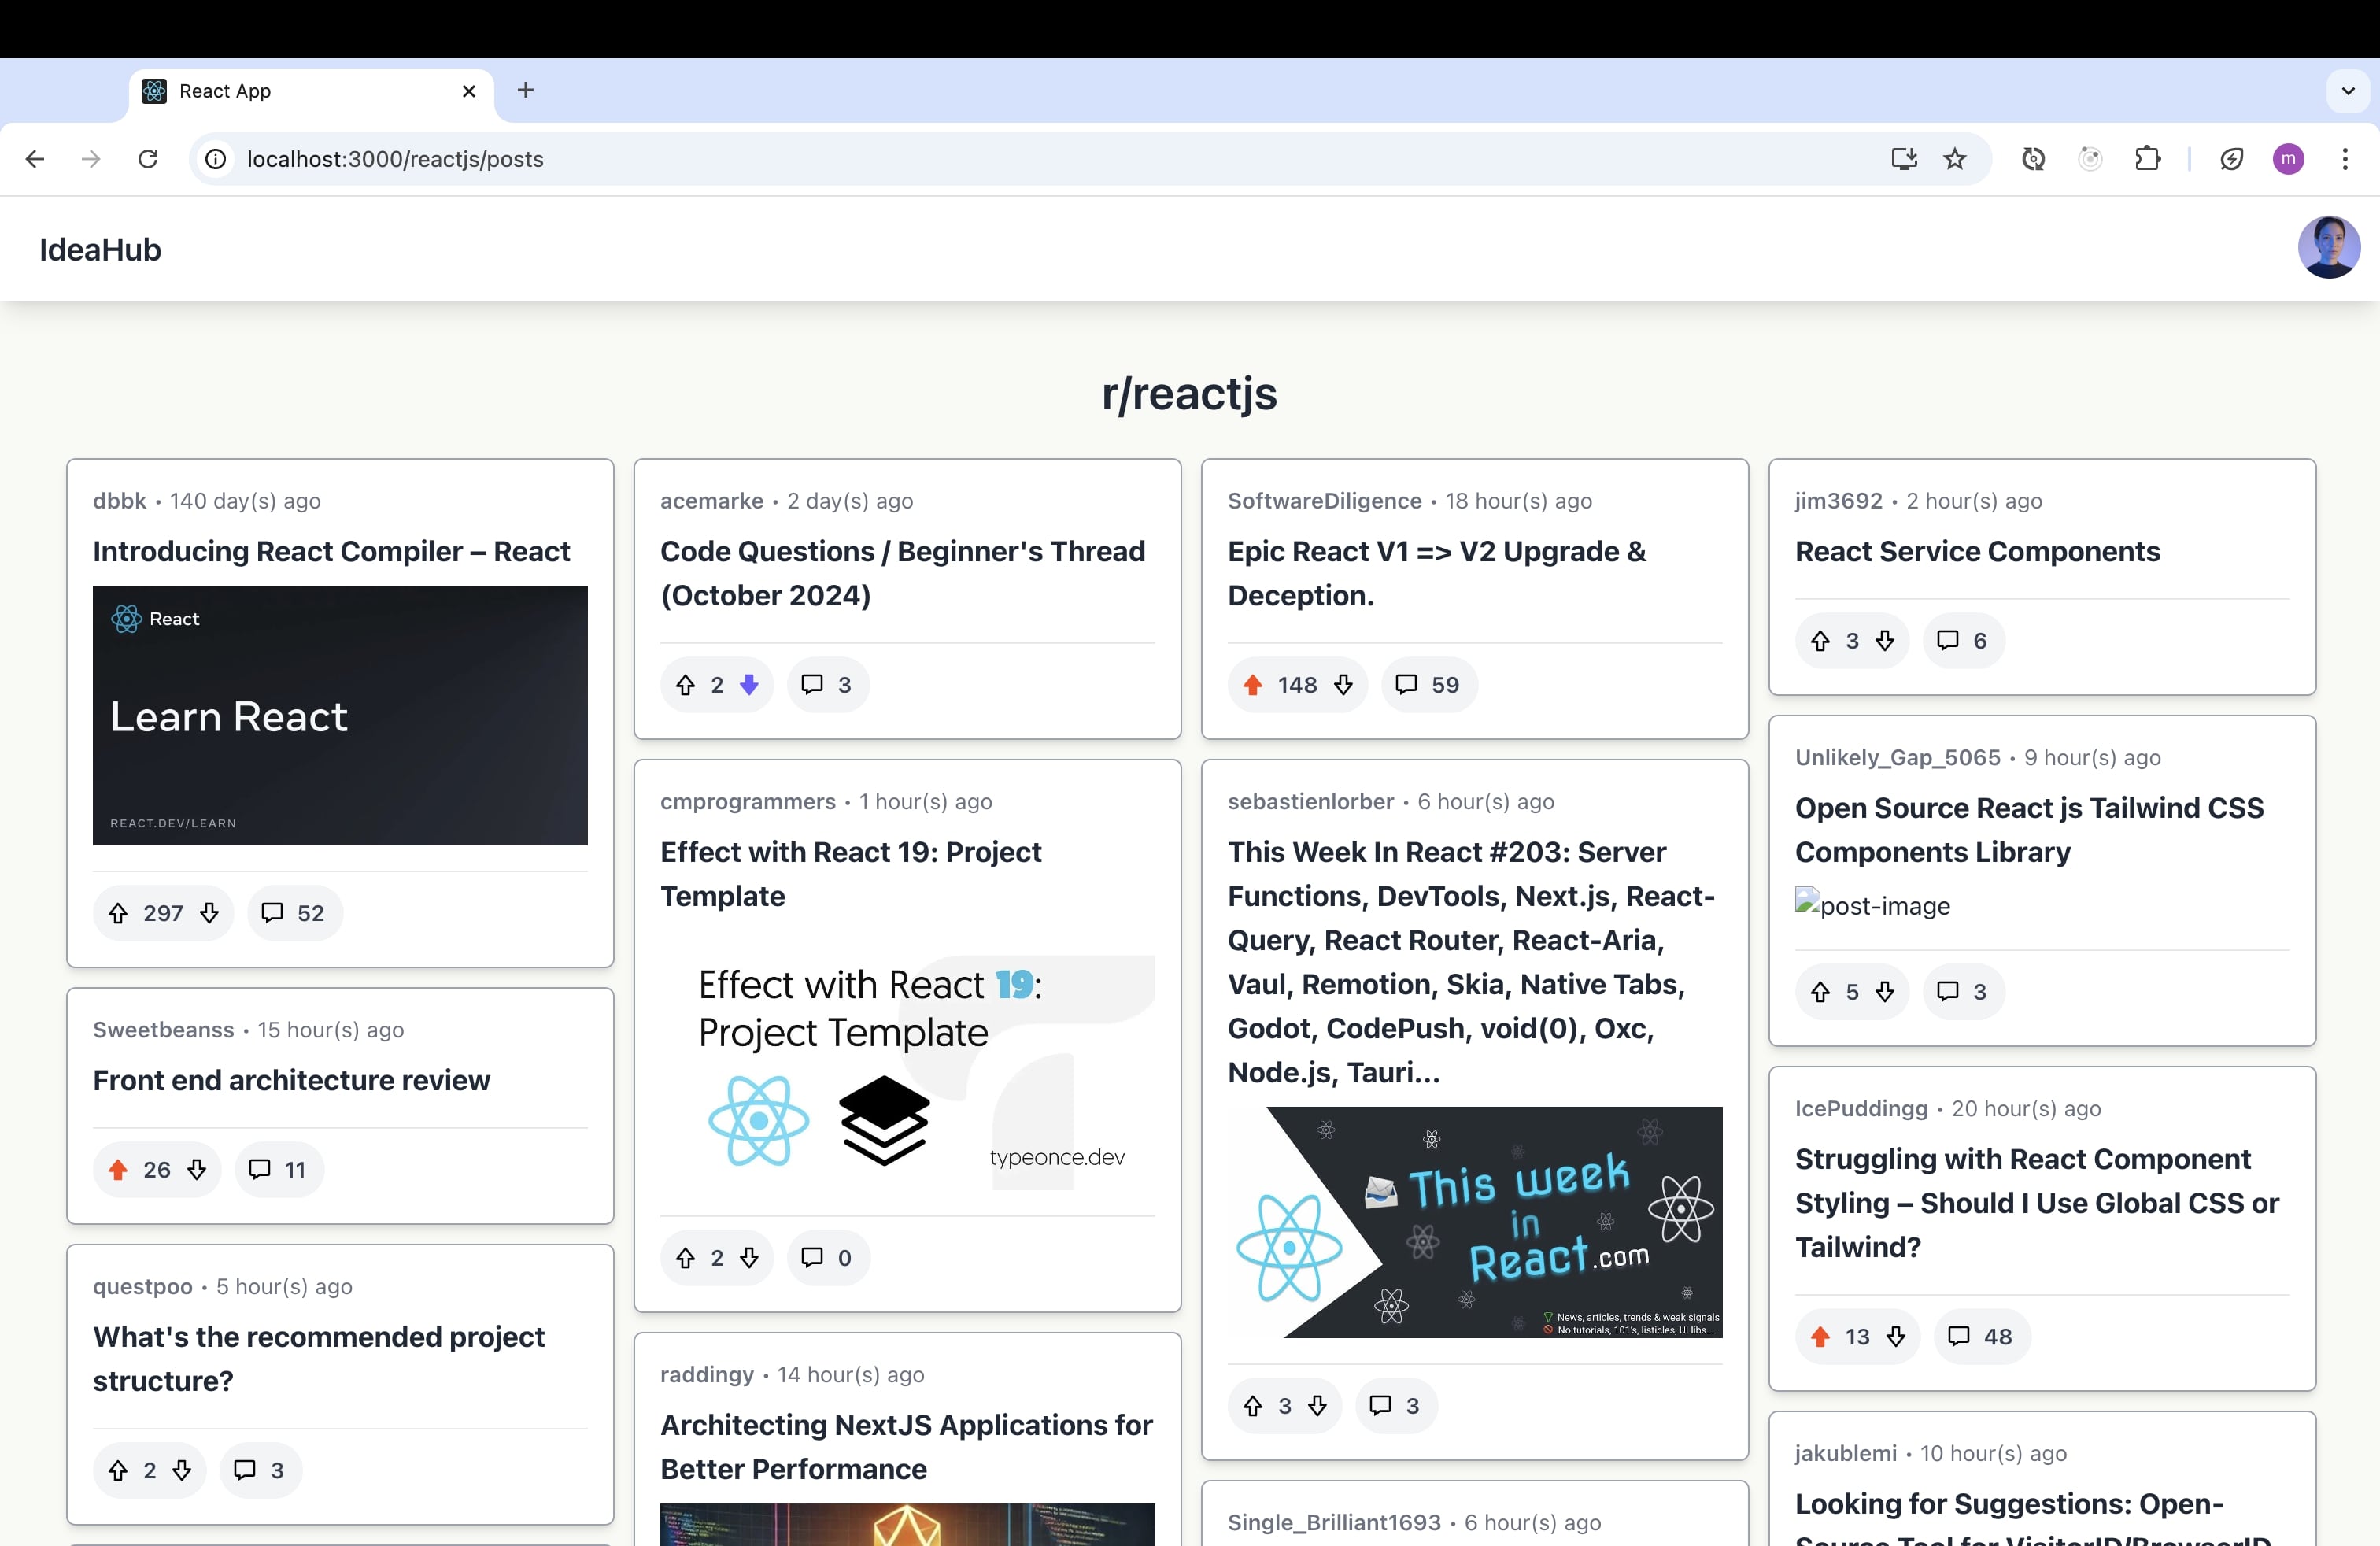 React App
localhost:3000/reactjs/posts
m
IdeaHub
r/reactjs
dbbk • 140 day(s) ago
Introducing React Compiler – React
React
Learn React
REACT.DEV/LEARN
297 52
Sweetbeanss • 15 hour(s) ago
Front end architecture review
26 11
questpoo • 5 hour(s) ago
What's the recommended project
structure?
2 3
acemarke • 2 day(s) ago
Code Questions / Beginner's Thread
(October 2024)
2 3
cmprogrammers • 1 hour(s) ago
Effect with React 19: Project
Template
Effect with React 19:
Project Template
typeonce.dev
2 0
raddingy • 14 hour(s) ago
Architecting NextJS Applications for
Better Performance
SoftwareDiligence • 18 hour(s) ago
Epic React V1 => V2 Upgrade &
Deception.
148 59
sebastienlorber • 6 hour(s) ago
This Week In React #203: Server
Functions, DevTools, Next.js, React-
Query, React Router, React-Aria,
Vaul, Remotion, Skia, Native Tabs,
Godot, CodePush, void(0), Oxc,
Node.js, Tauri...
This week
in
React.com
News, articles, trends & weak signals
No tutorials, 101's, listicles, UI libs...
3 3
Single_Brilliant1693 • 6 hour(s) ago
jim3692 • 2 hour(s) ago
React Service Components
3 6
Unlikely_Gap_5065 • 9 hour(s) ago
Open Source React js Tailwind CSS
Components Library
post-image
5 3
IcePuddingg • 20 hour(s) ago
Struggling with React Component
Styling – Should I Use Global CSS or
Tailwind?
13 48
jakublemi • 10 hour(s) ago
Looking for Suggestions: Open-
Source Tool for VisitorID/BrowserID